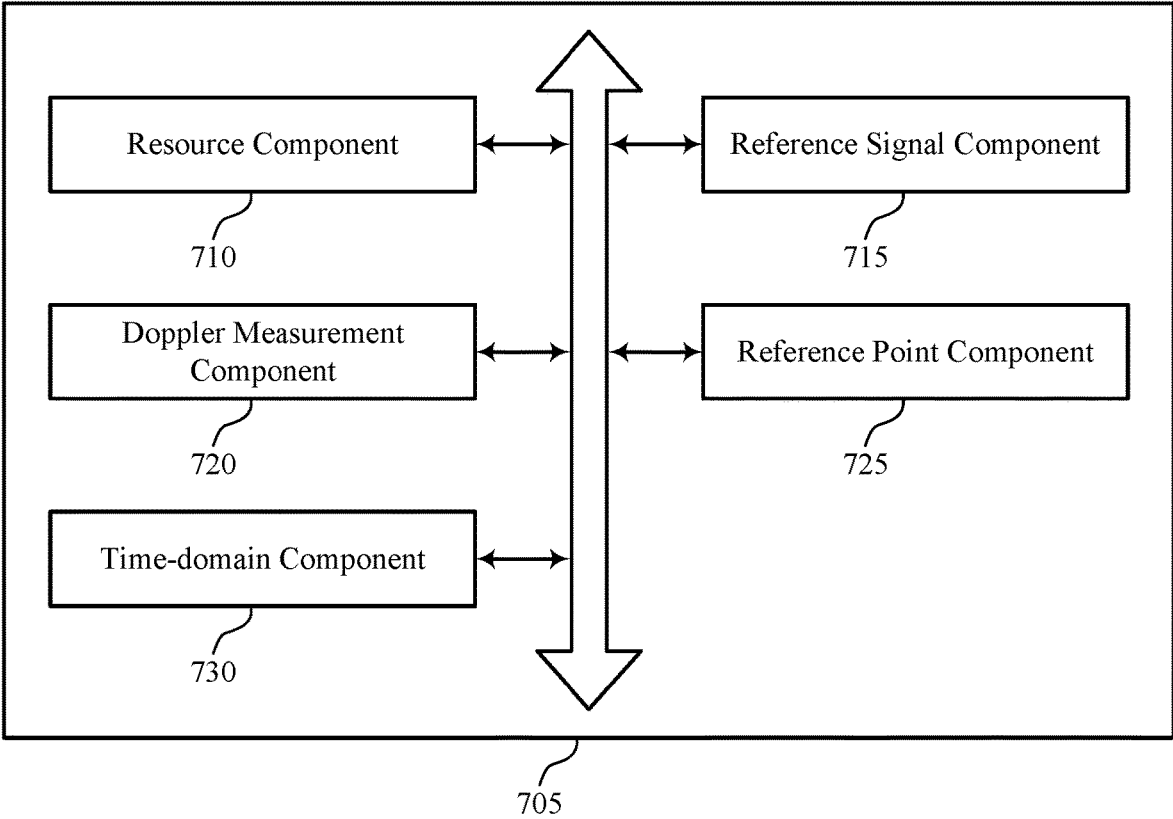 Resource Component
710
Reference Signal Component
715
Doppler Measurement
Component
720
Reference Point Component
725
Time-domain Component
730
705